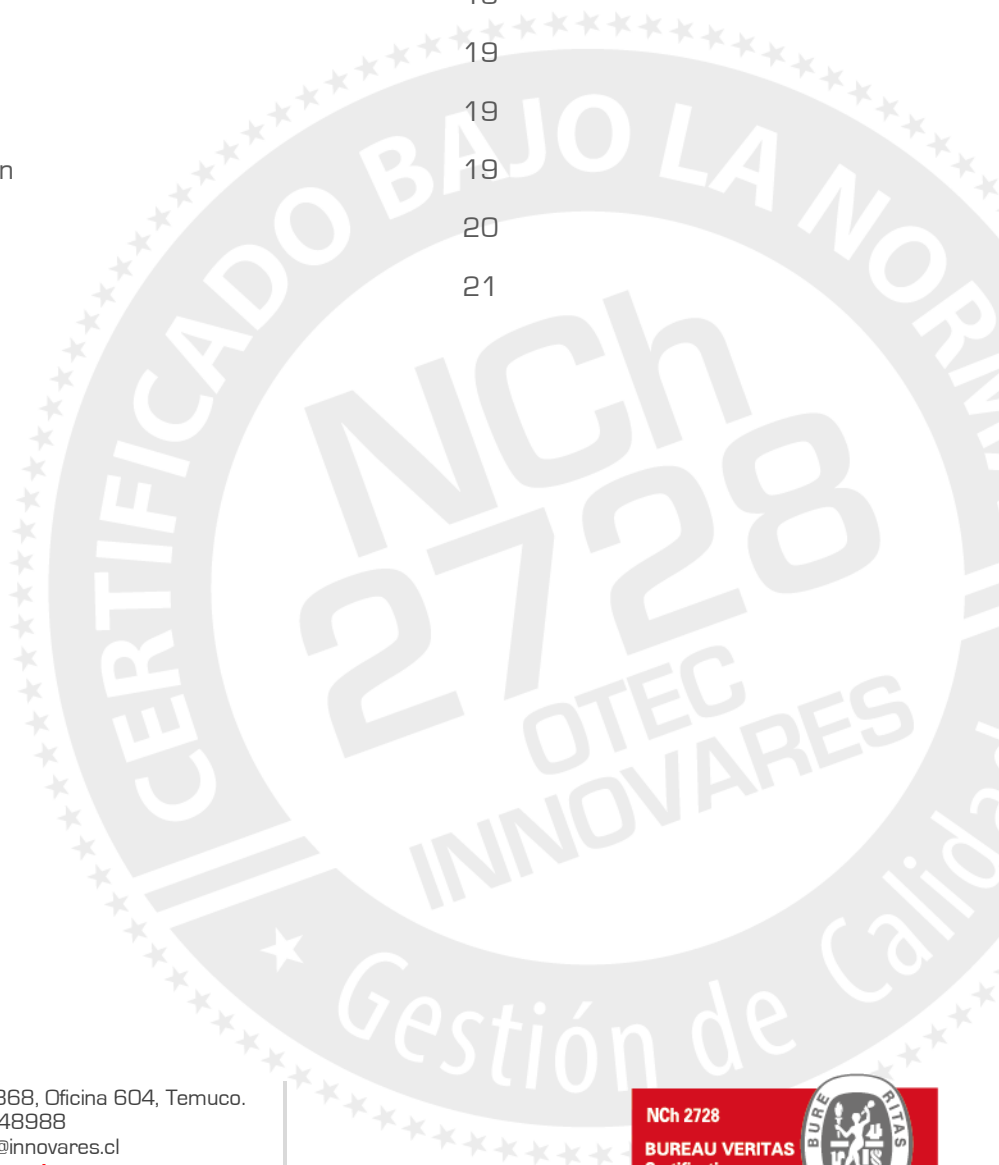 19
19
n 19
20
21
CERTIFICADO BAJO LA NORMA
NCh
2728
OTEC
INNOVARES
Gestión de Calidad
368, Oficina 604, Temuco.
48988
@innovares.cl
NCh 2728
BUREAU VERITAS